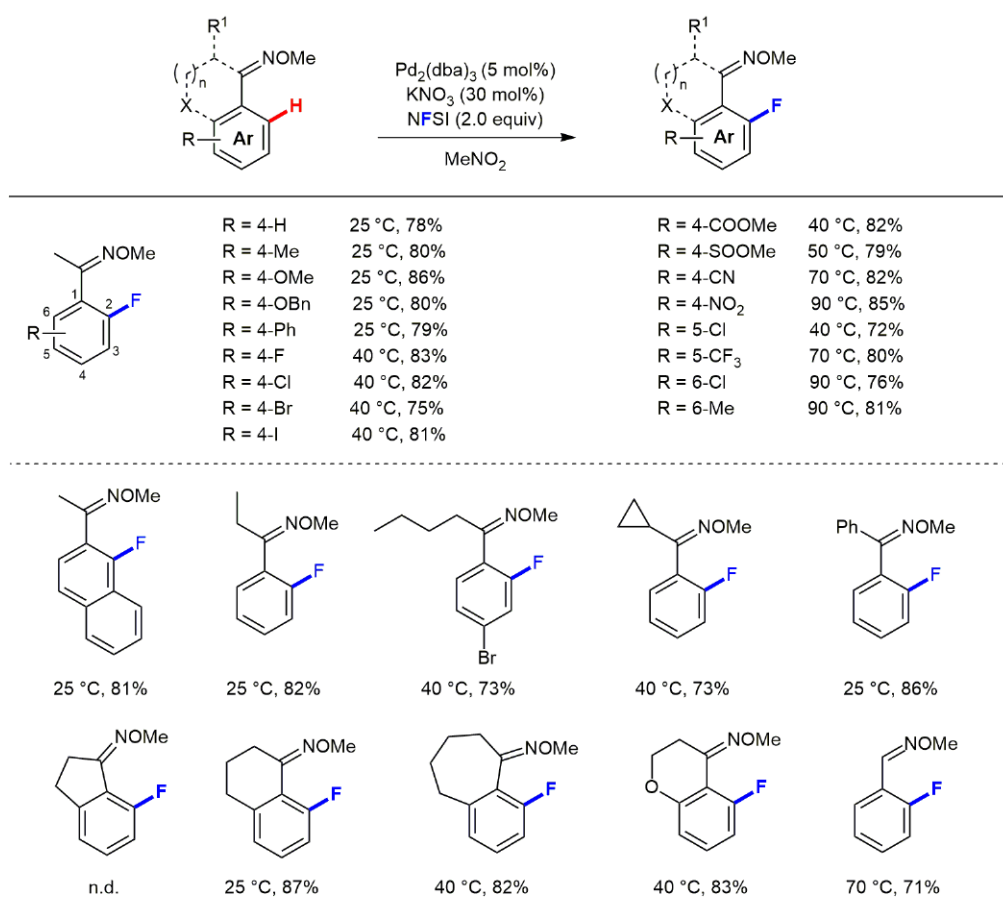 R¹ NOMe R¹ NOMe
Pd₂(dba)₃ (5 mol%)
( )n KNO₃ (30 mol%) ( )n
X H NFSI (2.0 equiv) X F
R Ar MeNO₂ R Ar
R = 4-H 25 °C, 78% R = 4-COOMe 40 °C, 82%
NOMe R = 4-Me 25 °C, 80% R = 4-SOOMe 50 °C, 79%
R = 4-OMe 25 °C, 86% R = 4-CN 70 °C, 82%
1 2 F R = 4-OBn 25 °C, 80% R = 4-NO₂ 90 °C, 85%
6 R R = 4-Ph 25 °C, 79% R = 5-Cl 40 °C, 72%
5 3 R = 4-F 40 °C, 83% R = 5-CF₃ 70 °C, 80%
4 R = 4-Cl 40 °C, 82% R = 6-Cl 90 °C, 76%
R = 4-Br 40 °C, 75% R = 6-Me 90 °C, 81%
R = 4-I 40 °C, 81%
NOMe NOMe NOMe NOMe Ph NOMe
F F F F F
Br
25 °C, 81% 25 °C, 82% 40 °C, 73% 40 °C, 73% 25 °C, 86%
NOMe NOMe NOMe NOMe NOMe
F F F O F F
n.d. 25 °C, 87% 40 °C, 82% 40 °C, 83% 70 °C, 71%